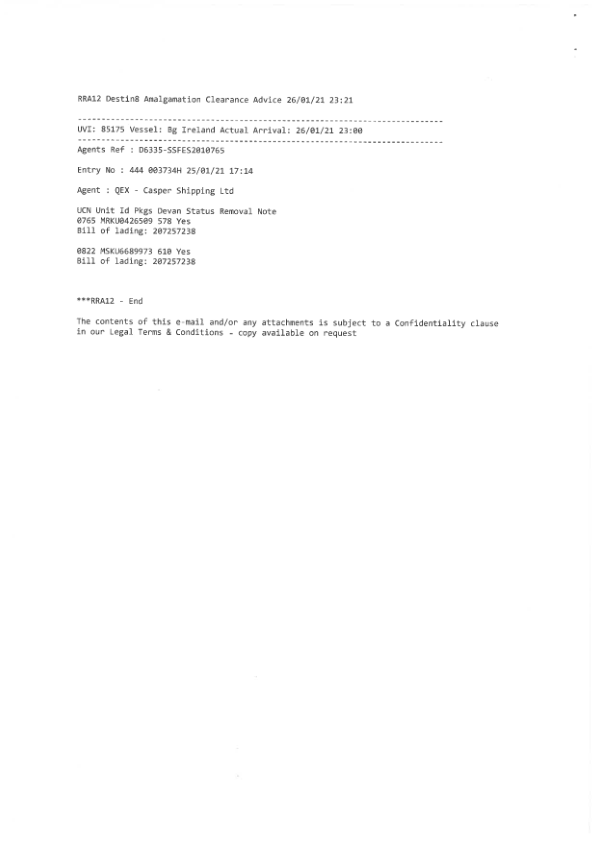 RRA12 Destin8 Amalgamation Clearance Advice 26/01/21 23:21
--------------------------------------------------------------------------------
UVI: 85175 Vessel: Bg Ireland Actual Arrival: 26/01/21 23:00
--------------------------------------------------------------------------------
Agents Ref : D6335-SSFES2010765
Entry No : 444 003734H 25/01/21 17:14
Agent : QEX - Casper Shipping Ltd
UCN Unit Id Pkgs Devan Status Removal Note
0765 MRKU0426509 578 Yes
Bill of lading: 207257238
0822 MSKU6689973 610 Yes
Bill of lading: 207257238
***RRA12 - End
The contents of this e-mail and/or any attachments is subject to a Confidentiality clause
in our Legal Terms & Conditions - copy available on request